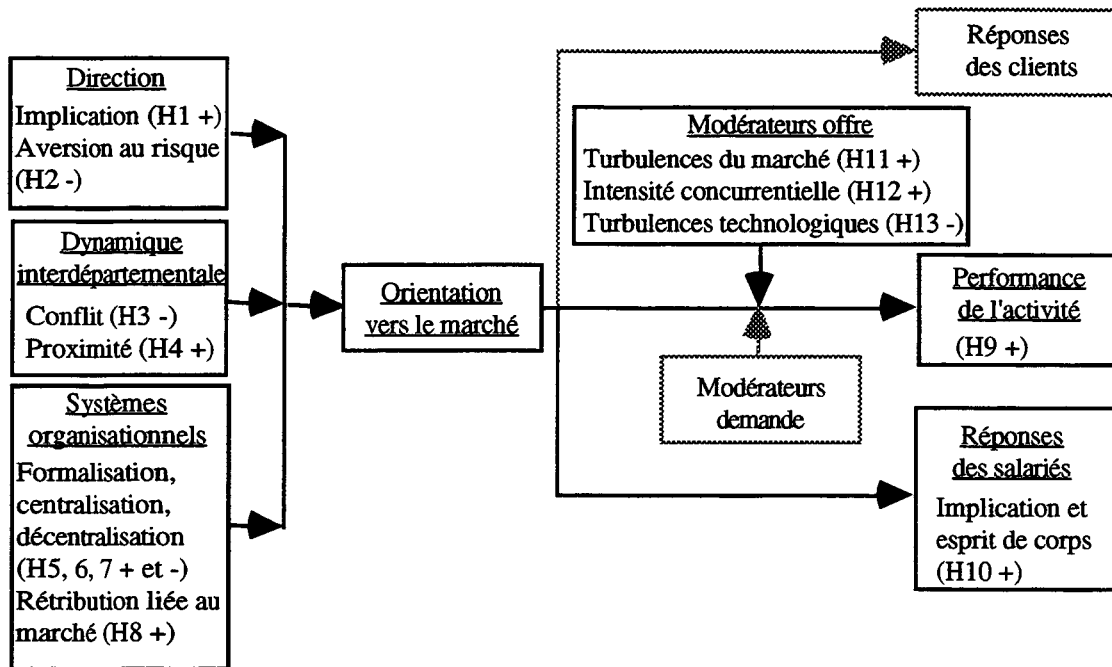 Direction
Implication (H1 +)
Aversion au risque
(H2 -)
Dynamique
interdépartementale
Conflit (H3 -)
Proximité (H4 +)
Systèmes
organisationnels
Formalisation,
centralisation,
décentralisation
(H5, 6, 7 + et -)
Rétribution liée au
marché (H8 +)
Orientation
vers le marché
Modérateurs offre
Turbulences du marché (H11 +)
Intensité concurrentielle (H12 +)
Turbulences technologiques (H13 -)
Modérateurs
demande
Réponses
des clients
Performance
de l'activité
(H9 +)
Réponses
des salariés
Implication et
esprit de corps
(H10 +)